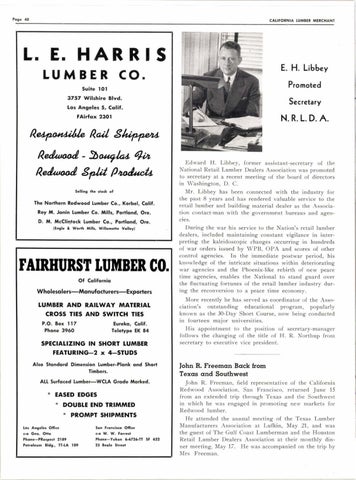 Page 40
CALIFORNIA LUMBER MERCHANT
L. E. HARRIS
LUMBER CO.
Suite 101
3757 Wilshire Blvd.
Los Angeles 5, Calif.
FAirfax 2301
Responsible Rail Shippers
Redwood - Douglas Fir
Redwood Split Products
Selling the stock of
The Northern Redwood Lumber Co., Korbel, Calif.
Roy M. Janin Lumber Co. Mills, Portland, Ore.
D. M. McClintock Lumber Co., Portland, Ore.
(Eagle & Worth Mills, Willamette Valley)
FAIRHURST LUMBER CO.
Of California
Wholesalers—Manufacturers—Exporters
LUMBER AND RAILWAY MATERIAL
CROSS TIES AND SWITCH TIES
P.O. Box 117 Eureka, Calif.
Phone 3960 Teletype EK 84
SPECIALIZING IN SHORT LUMBER
FEATURING—2 x 4—STUDS
Also Standard Dimension Lumber-Plank and Short
Timbers.
ALL Surfaced Lumber—WCLA Grade Marked.
* EASED EDGES
* DOUBLE END TRIMMED
* PROMPT SHIPMENTS
Los Angeles Office San Francisco Office
c-o Geo. Otto c-o W. W. Forrest
Phone—PRospect 2189 Phone—Yukon 6-6726-TT SF 622
Petroleum Bldg., TT-LA 189 25 Beale Street
E. H. Libbey
Promoted
Secretary
N.R.L.D.A.
Edward H. Libbey, former assistant-secretary of the
National Retail Lumber Dealers Association was promoted
to secretary at a recent meeting of the board of directors
in Washington, D. C.
Mr. Libbey has been connected with the industry for
the past 8 years and has rendered valuable service to the
retail lumber and building material dealer as the Associa-
tion contact-man with the government bureaus and agen-
cies.
During the war his service to the Nation's retail lumber
dealers, included maintaining constant vigilance in inter-
preting the kaleidoscopic changes occurring in hundreds
of war orders issued by WPB, OPA and scores of other
control agencies. In the immediate postwar period, his
knowledge of the intricate situations within deteriorating
war agencies and the Phoenix-like rebirth of new peace
time agencies, enables the National to stand guard over
the fluctuating fortunes of the retail lumber industry dur-
ing the reconversion to a peace time economy.
More recently he has served as coordinator of the Asso-
ciation's outstanding educational program, popularly
known as the 30-Day Short Course, now being conducted
in fourteen major universities.
His appointment to the position of secretary-manager
follows the changing of the title of H. R. Northup from
secretary to executive vice president.
John R. Freeman Back from
Texas and Southwest
John R. Freeman, field representative of the California
Redwood Association, San Francisco, returned June 15
from an extended trip through Texas and the Southwest
in which he was engaged in promoting new markets for
Redwood lumber.
He attended the annual meeting of the Texas Lumber
Manufacturers Association at Lufkin, May 21, and was
the guest of The Gulf Coast Lumberman and the Houston
Retail Lumber Dealers Association at their monthly din-
ner meeting, May 17. He was accompanied on the trip by
Mrs. Freeman.